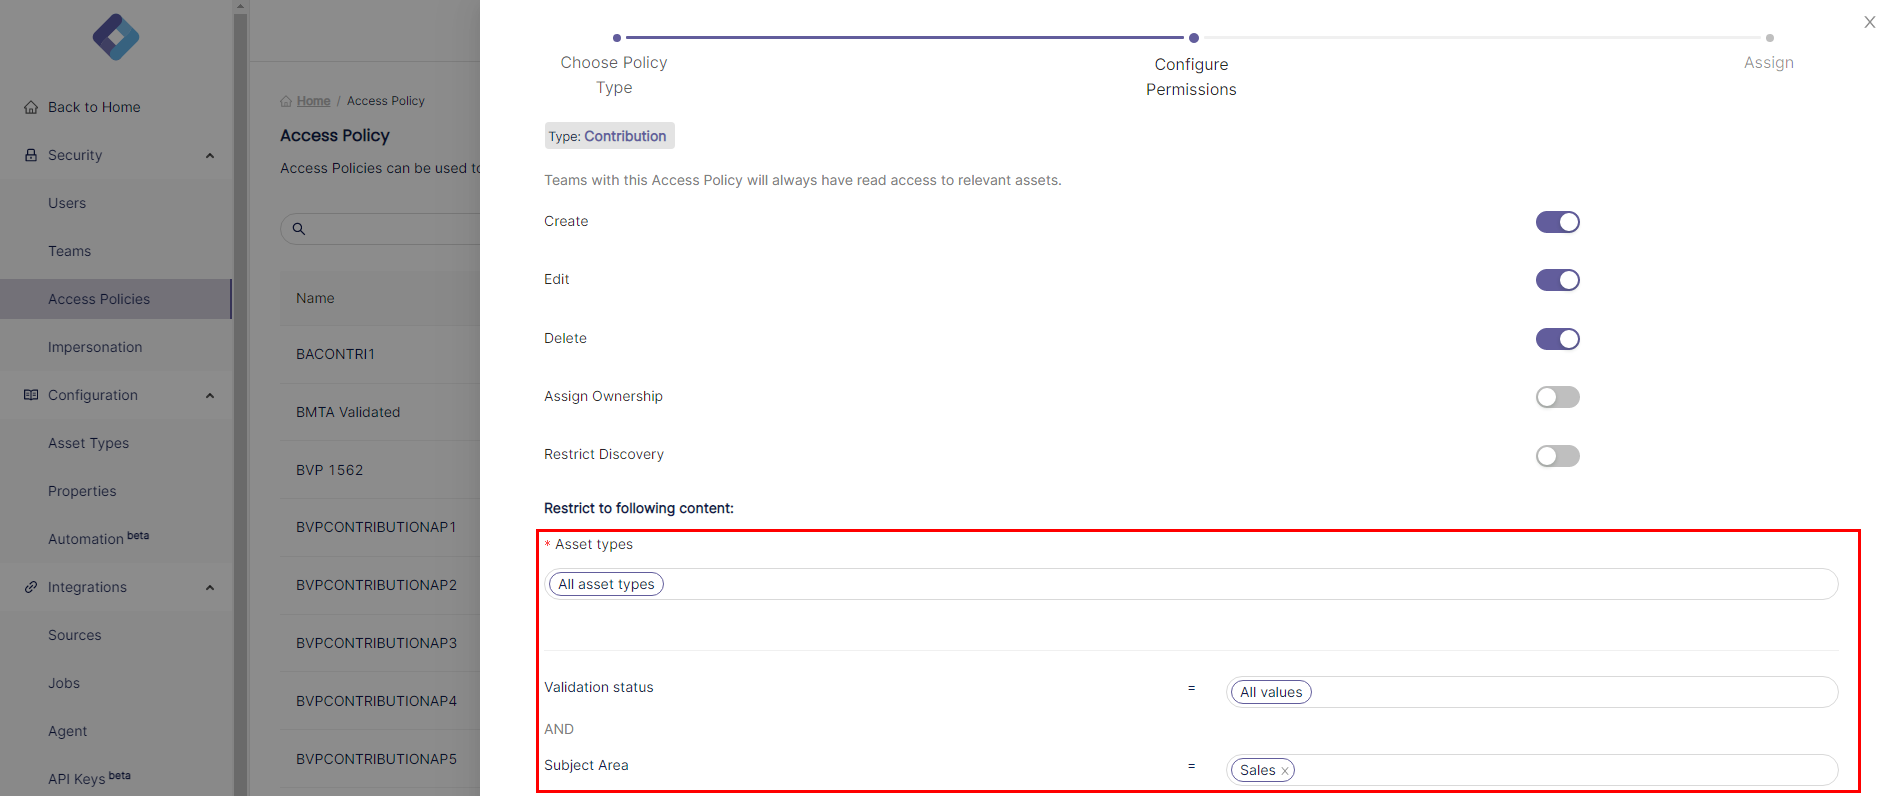 Back to Home
Security
Users
Teams
Access Policies
Impersonation
Configuration
Asset Types
Properties
Automation beta
Integrations
Sources
Jobs
Agent
API Keys beta
Home / Access Policy
Access Policy
Access Policies can be used to
Name
BACONTRI1
BMTA Validated
BVP 1562
BVPCONTRIBUTIONAP1
BVPCONTRIBUTIONAP2
BVPCONTRIBUTIONAP3
BVPCONTRIBUTIONAP4
BVPCONTRIBUTIONAP5
Choose Policy
Type
Configure
Permissions
Assign
Type: Contribution
Teams with this Access Policy will always have read access to relevant assets.
Create
Edit
Delete
Assign Ownership
Restrict Discovery
Restrict to following content:
* Asset types
All asset types
Validation status = All values
AND
Subject Area = Sales x